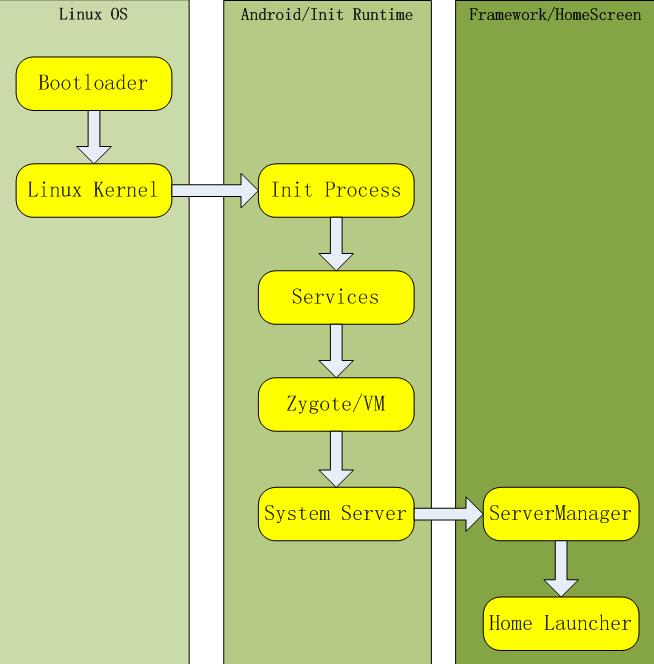 Linux OS
Android/Init Runtime
Framework/HomeScreen
Bootloader
Linux Kernel
Init Process
Services
Zygote/VM
System Server
ServerManager
Home Launcher